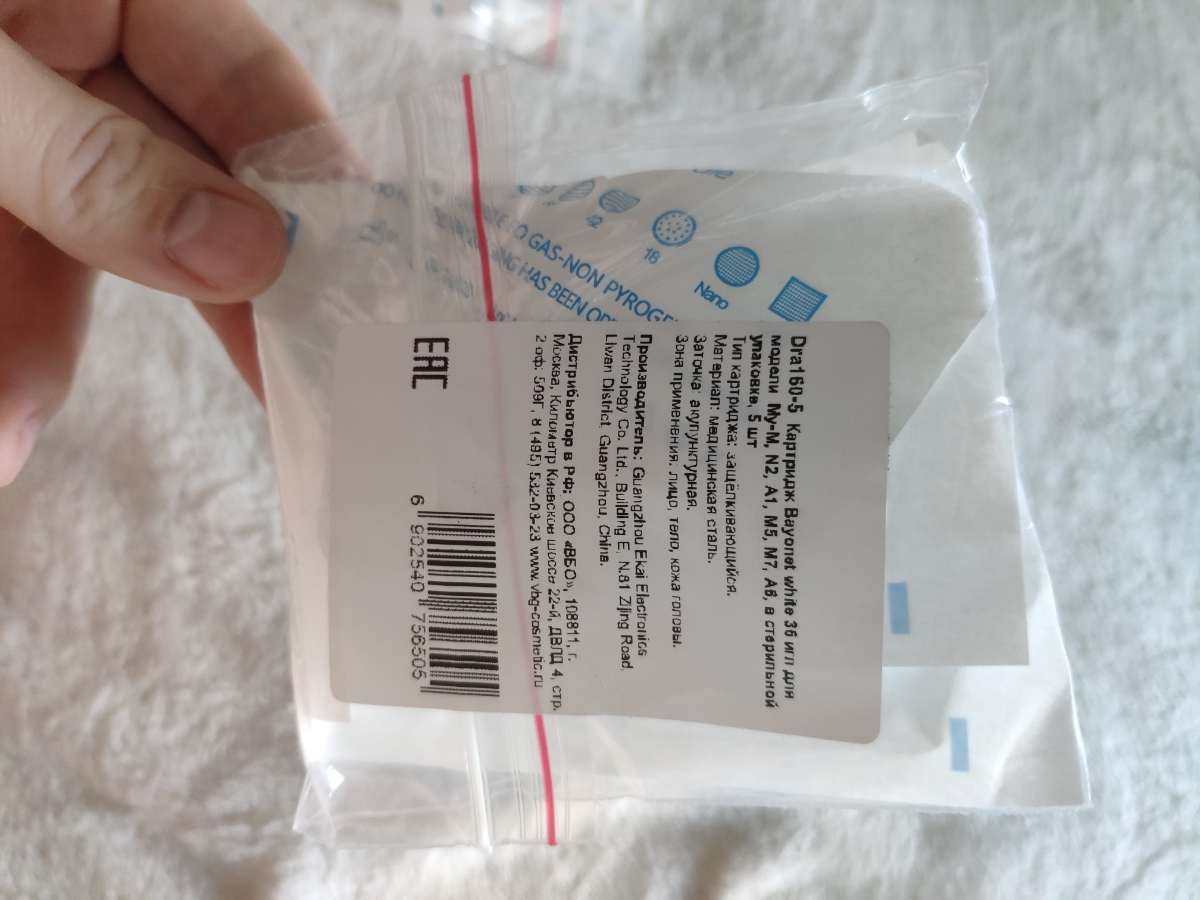 Dra160-5 Картридж Bayonet white 36 игл для
модели My-M, N2, A1, M5, M7, A6, в стерильной
упаковке, 5 шт
Тип картриджа: защёлкивающийся.
Материал: медицинская сталь.
Заточка: акупунктурная.
Зона применения: лицо, тело, кожа головы.
Производитель: Guangzhou Ekai Electronics
Technology Co. Ltd., Building E, N.81 Zijing Road,
Liwan District, Guangzhou, China.
Дистрибьютор в РФ: ООО «ВБО», 108811, г.
Москва, Километр Киевское шоссе 22-й, ДВЛД 4, стр.
2 оф. 509Г, 8 (495) 532-03-23 www.vbg-cosmetic.ru
EAC
6 902540 756505
12
18
Nano
GAS-NON
HAS BEEN